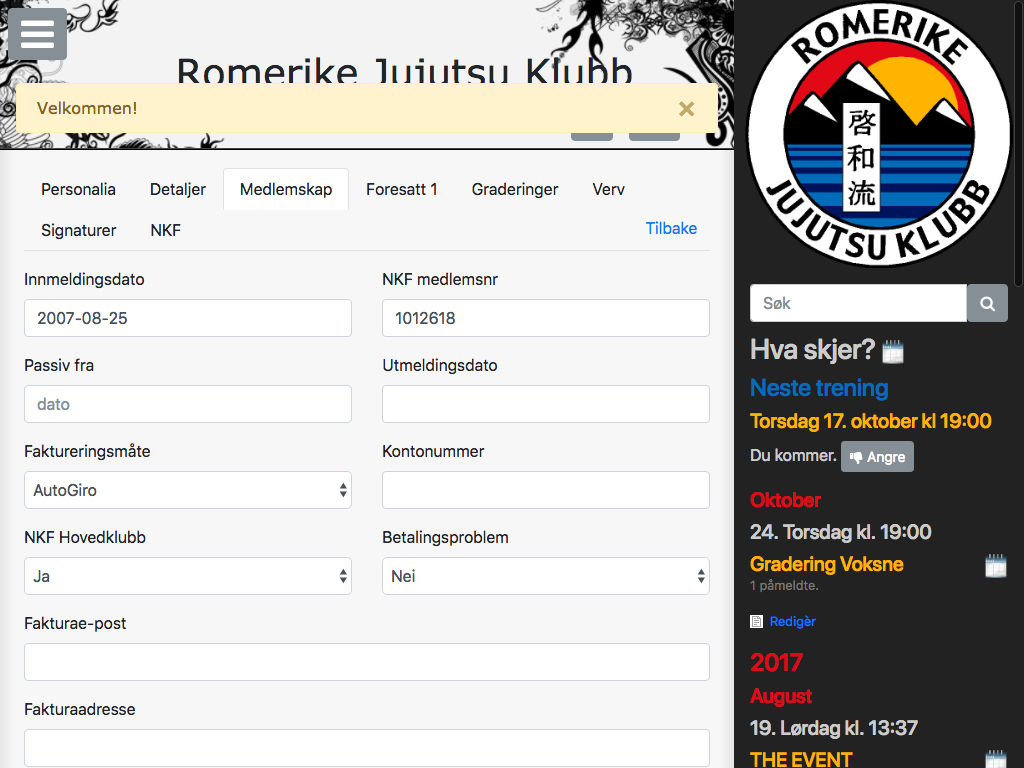 Romerike Jujutsu Klubb
Velkommen!
×
Personalia
Detaljer
Medlemskap
Foresatt 1
Graderinger
Verv
Signaturer
NKF
Tilbake
Innmeldingsdato
NKF medlemsnr
2007-08-25
1012618
Passiv fra
Utmeldingsdato
dato
Faktureringsmåte
Kontonummer
AutoGiro
NKF Hovedklubb
Betalingsproblem
Ja
Nei
Fakturae-post
Fakturaadresse
ROMERIKE
啓和流
JUJUTSU KLUBB
Søk
Hva skjer?
Neste trening
Torsdag 17. oktober kl 19:00
Du kommer.
Angre
Oktober
24. Torsdag kl. 19:00
Gradering Voksne
1 påmeldte.
Redigèr
2017
August
19. Lørdag kl. 13:37
THE EVENT